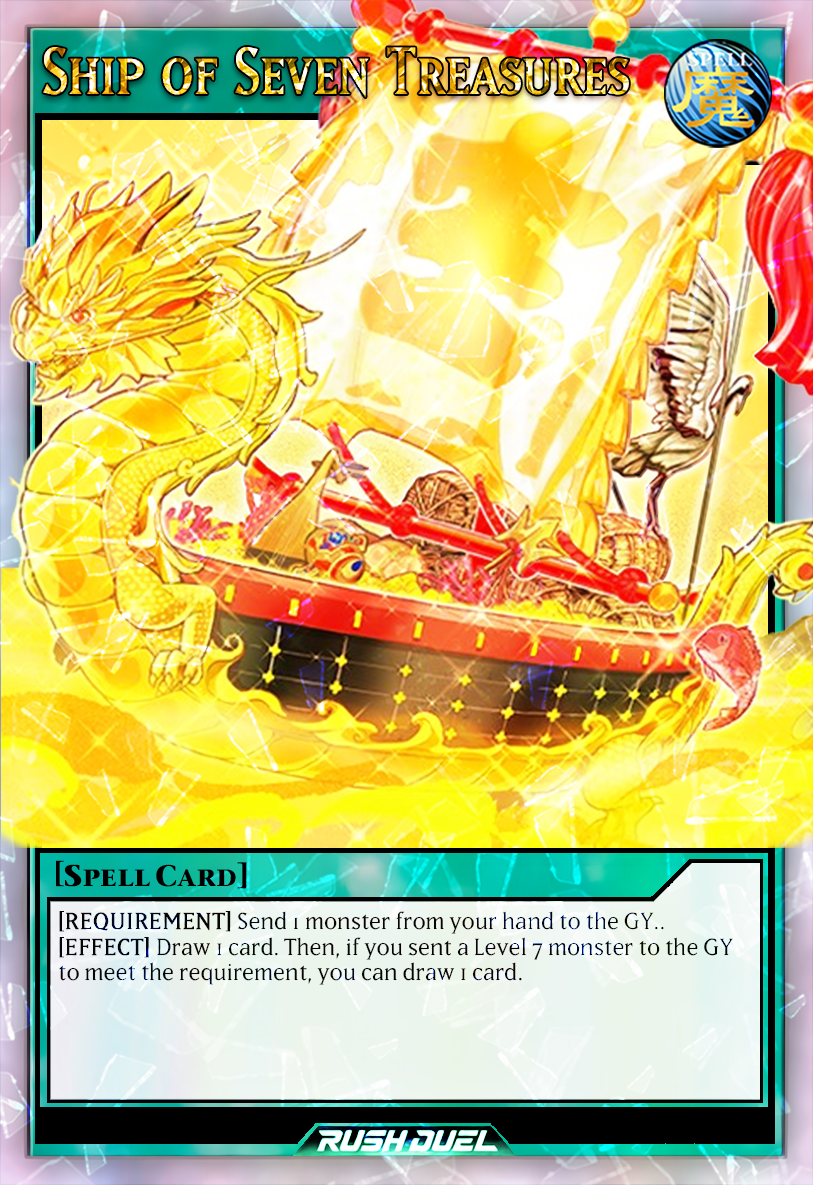 Ship of Seven Treasures
SPELL
魔
[Spell Card]
[REQUIREMENT] Send 1 monster from your hand to the GY..
[EFFECT] Draw 1 card. Then, if you sent a Level 7 monster to the GY
to meet the requirement, you can draw 1 card.
RUSH DUEL